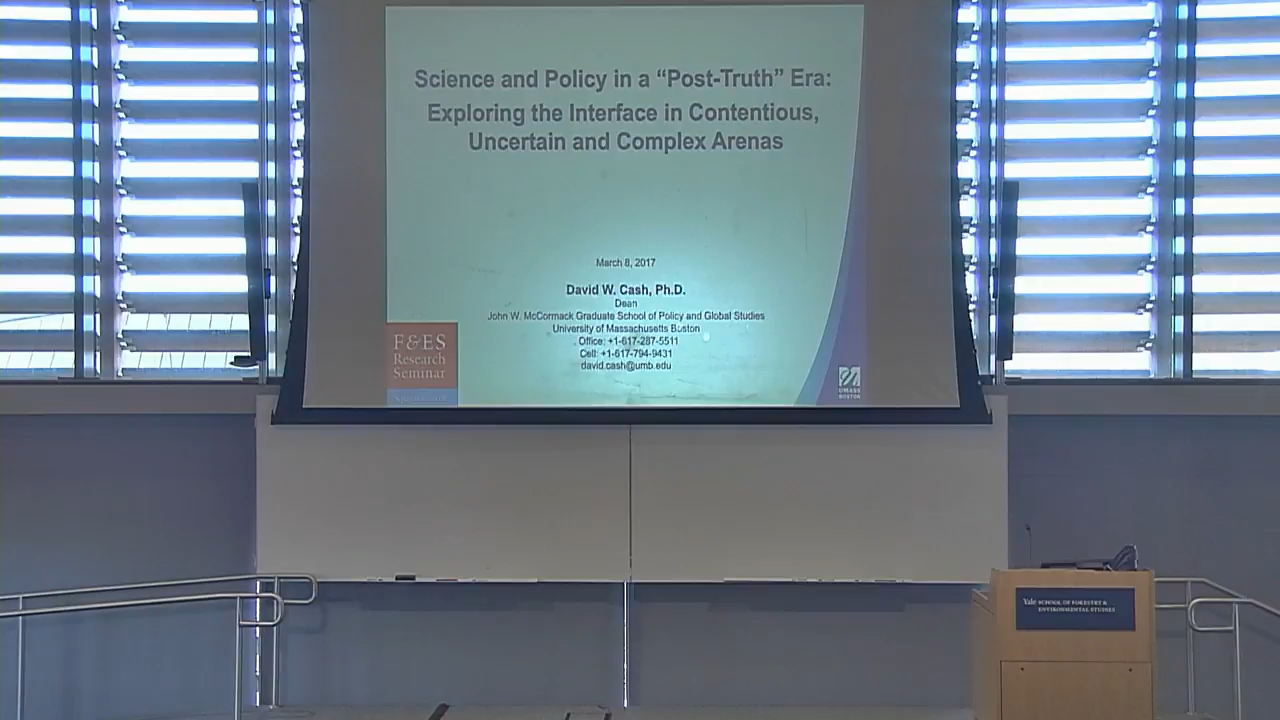 Science and Policy in a “Post-Truth” Era:
Exploring the Interface in Contentious,
Uncertain and Complex Arenas
March 8, 2017
David W. Cash, Ph.D.
Dean
John W. McCormack Graduate School of Policy and Global Studies
University of Massachusetts Boston
Office: +1-617-287-5511
Cell: +1-617-794-9431
david.cash@umb.edu
F&ES
Research
Seminar
UMASS
BOSTON
Yale SCHOOL OF FORESTRY &
ENVIRONMENTAL STUDIES